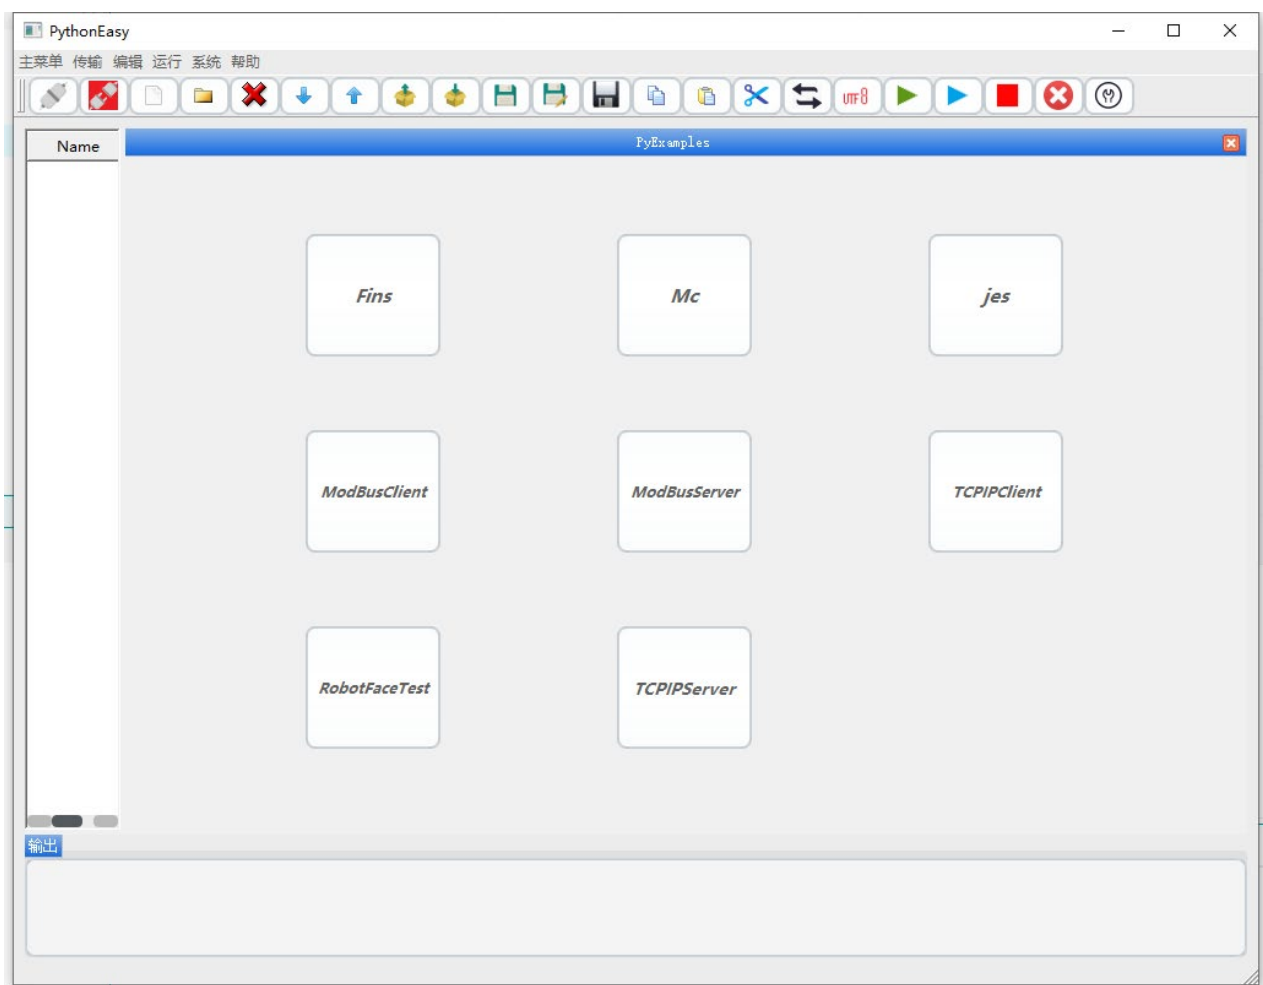 PythonEasy
主菜单 传输 编辑 运行 系统 帮助
UTF8
Name
PyExamples
Fins
Mc
jes
ModBusClient
ModBusServer
TCPIPClient
RobotFaceTest
TCPIPServer
输出